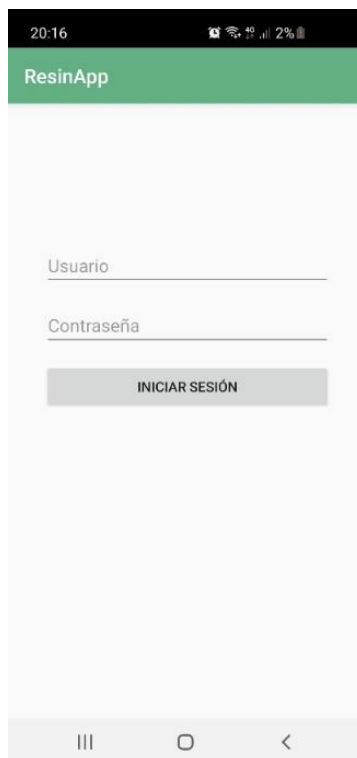 20:16 2%
ResinApp
Usuario
Contraseña
INICIAR SESIÓN